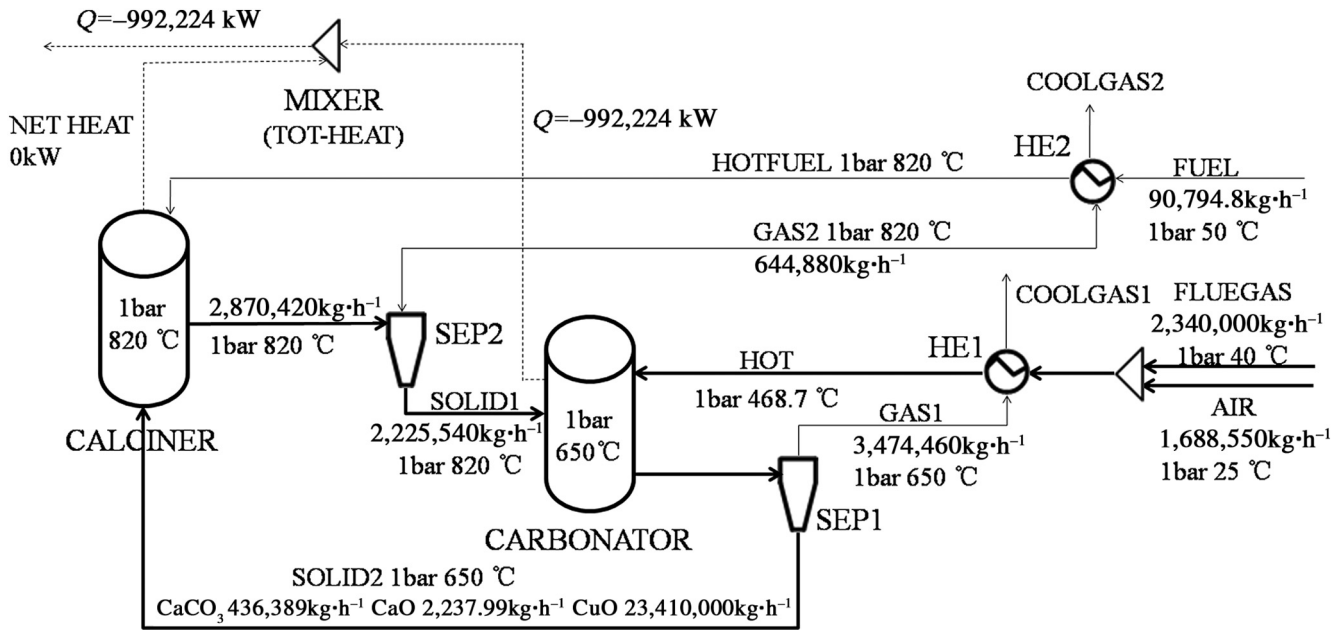 Q=–992,224 kW
MIXER
(TOT-HEAT)
NET HEAT
0kW
Q=–992,224 kW
COOLGAS2
HE2
HOTFUEL 1bar 820 ℃
FUEL
90,794.8kg·h⁻¹
1bar 50 ℃
GAS2 1bar 820 ℃
644,880kg·h⁻¹
1bar
820 ℃
2,870,420kg·h⁻¹
1bar 820 ℃
SEP2
CALCINER
SOLID1
2,225,540kg·h⁻¹
1bar 820 ℃
1bar
650℃
CARBONATOR
HOT
1bar 468.7 ℃
HE1
COOLGAS1
FLUEGAS
2,340,000kg·h⁻¹
1bar 40 ℃
AIR
1,688,550kg·h⁻¹
1bar 25 ℃
GAS1
3,474,460kg·h⁻¹
1bar 650 ℃
SEP1
SOLID2 1bar 650 ℃
CaCO₃ 436,389kg·h⁻¹ CaO 2,237.99kg·h⁻¹ CuO 23,410,000kg·h⁻¹